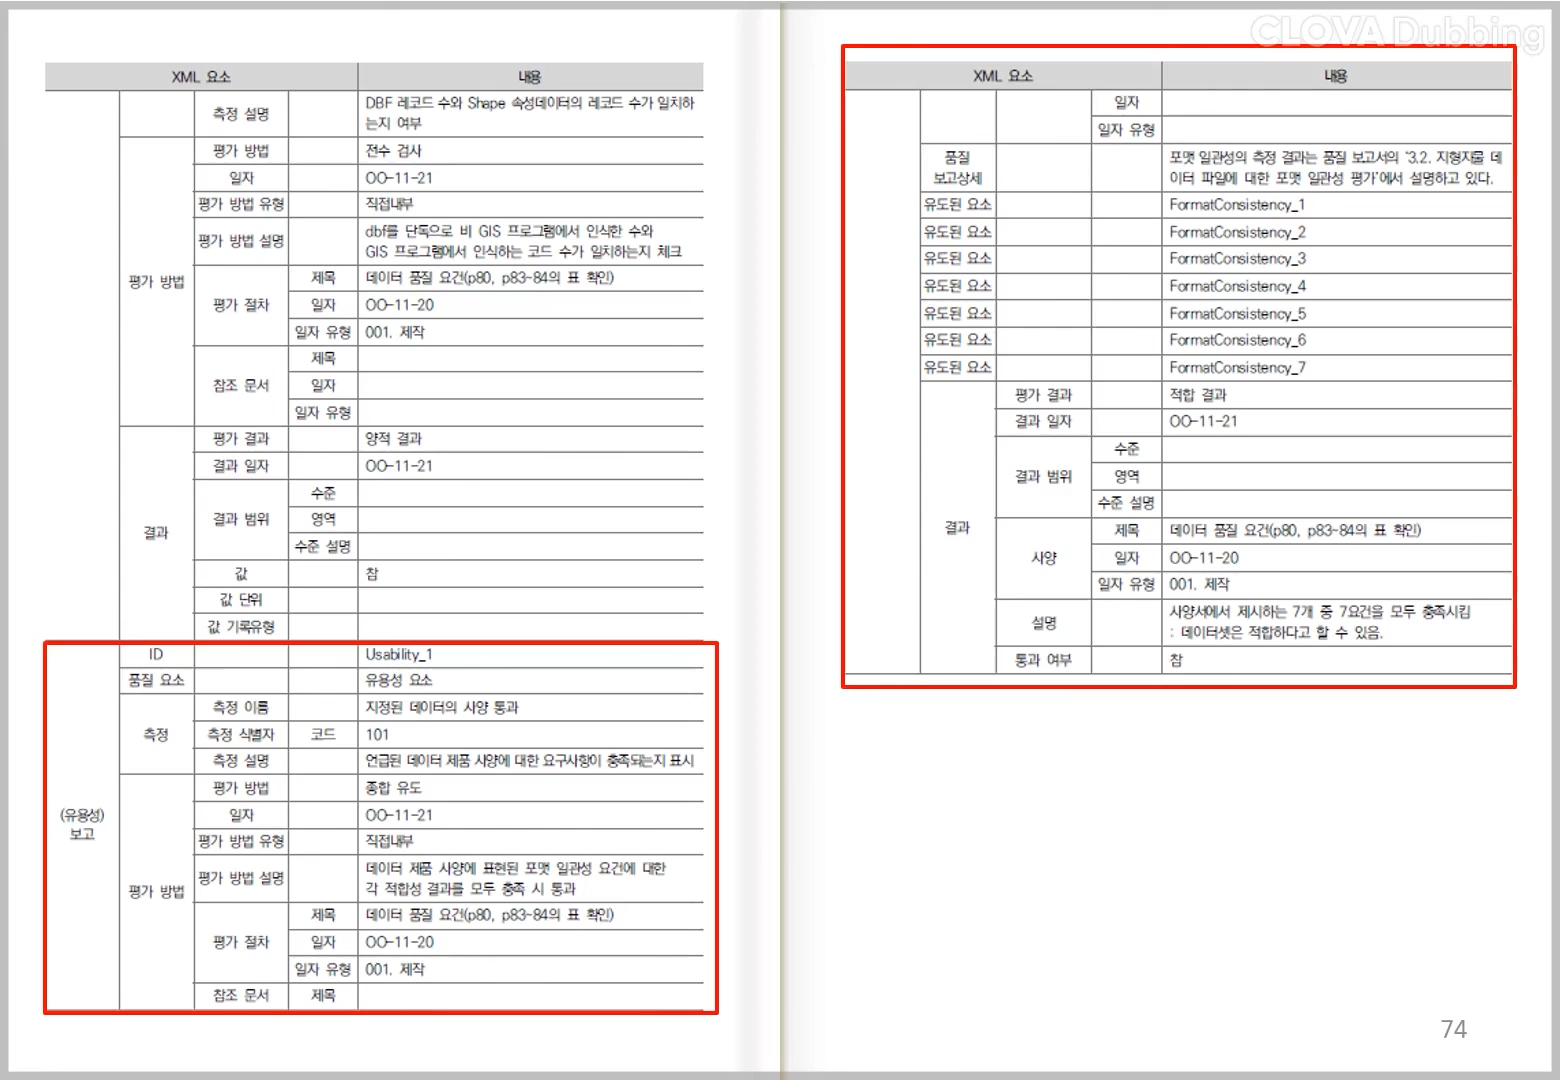 CLOVA Dubbing
XML 요소 내용
측정 설명 DBF 레코드 수와 Shape 속성데이터의 레코드 수가 일치하
는지 여부
평가 방법
평가 방법 전수 검사
일자 OO-11-21
평가 방법 유형 직접내부
평가 방법 설명 dbf를 단독으로 비 GIS 프로그램에서 인식한 수와
GIS 프로그램에서 인식하는 코드 수가 일치하는지 체크
평가 절차
제목 데이터 품질 요건(p80, p83~84의 표 확인)
일자 OO-11-20
일자 유형 001. 제작
참조 문서
제목
일자
일자 유형
결과
평가 결과 양적 결과
결과 일자 OO-11-21
결과 범위
수준
영역
수준 설명
값 참
값 단위
값 기록유형
(유용성)
보고
ID Usability_1
품질 요소 유용성 요소
측정
측정 이름 지정된 데이터의 사양 통과
측정 식별자 코드 101
측정 설명 언급된 데이터 제품 사양에 대한 요구사항이 충족되는지 표시
평가 방법
평가 방법 종합 유도
일자 OO-11-21
평가 방법 유형 직접내부
평가 방법 설명 데이터 제품 사양에 표현된 포맷 일관성 요건에 대한
각 적합성 결과를 모두 충족 시 통과
평가 절차
제목 데이터 품질 요건(p80, p83~84의 표 확인)
일자 OO-11-20
일자 유형 001. 제작
참조 문서 제목
XML 요소 내용
일자
일자 유형
품질
보고상세
포맷 일관성의 측정 결과는 품질 보고서의 '3.2. 지형지물 데
이터 파일에 대한 포맷 일관성 평가'에서 설명하고 있다.
유도된 요소 FormatConsistency_1
유도된 요소 FormatConsistency_2
유도된 요소 FormatConsistency_3
유도된 요소 FormatConsistency_4
유도된 요소 FormatConsistency_5
유도된 요소 FormatConsistency_6
유도된 요소 FormatConsistency_7
결과
평가 결과 적합 결과
결과 일자 OO-11-21
결과 범위
수준
영역
수준 설명
사양
제목 데이터 품질 요건(p80, p83~84의 표 확인)
일자 OO-11-20
일자 유형 001. 제작
설명 사양서에서 제시하는 7개 중 7요건을 모두 충족시킴
: 데이터셋은 적합하다고 할 수 있음.
통과 여부 참
74